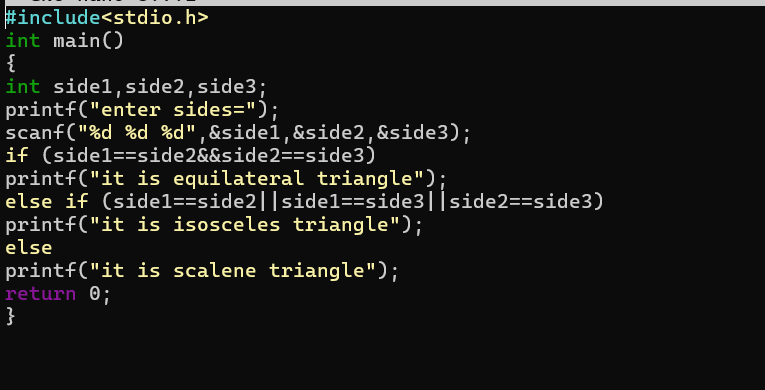 #include<stdio.h>
int main()
{
int side1,side2,side3;
printf("enter sides=");
scanf("%d %d %d",&side1,&side2,&side3);
if (side1==side2&&side2==side3)
printf("it is equilateral triangle");
else if (side1==side2||side1==side3||side2==side3)
printf("it is isosceles triangle");
else
printf("it is scalene triangle");
return 0;
}